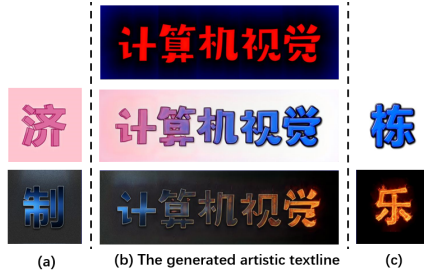 计算机视觉
济 计算机视觉 栋
制 计算机视觉 乐
(a) (b) The generated artistic textline (c)